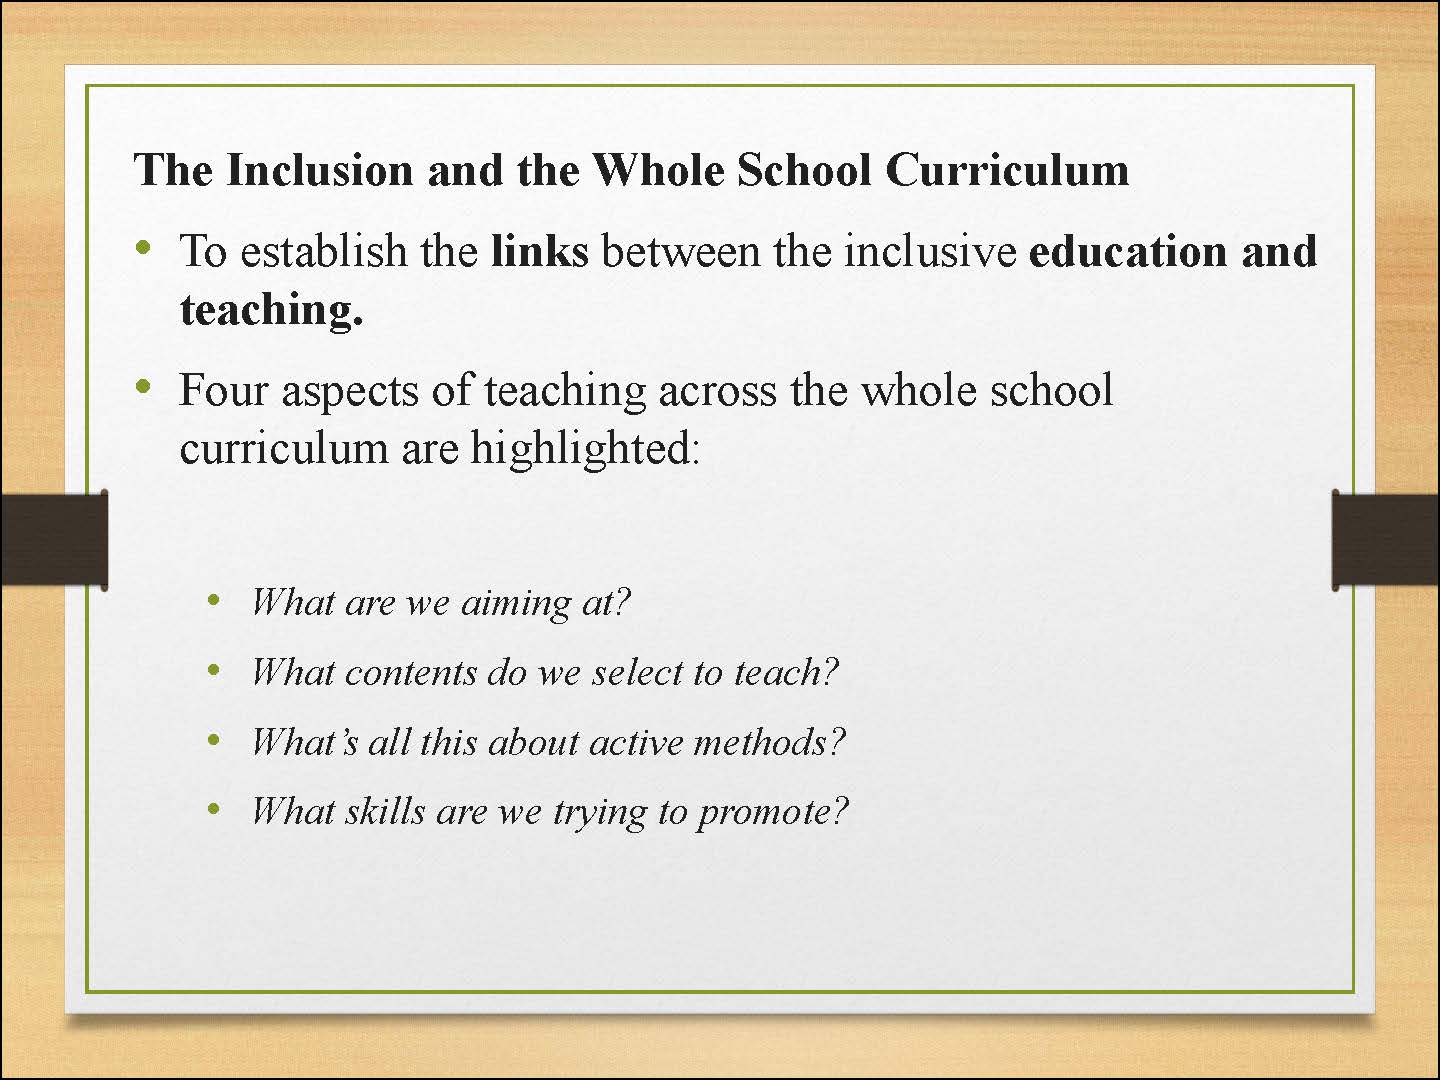 The Inclusion and the Whole School Curriculum
• To establish the links between the inclusive education and
teaching.
• Four aspects of teaching across the whole school
curriculum are highlighted:
• What are we aiming at?
• What contents do we select to teach?
• What’s all this about active methods?
• What skills are we trying to promote?